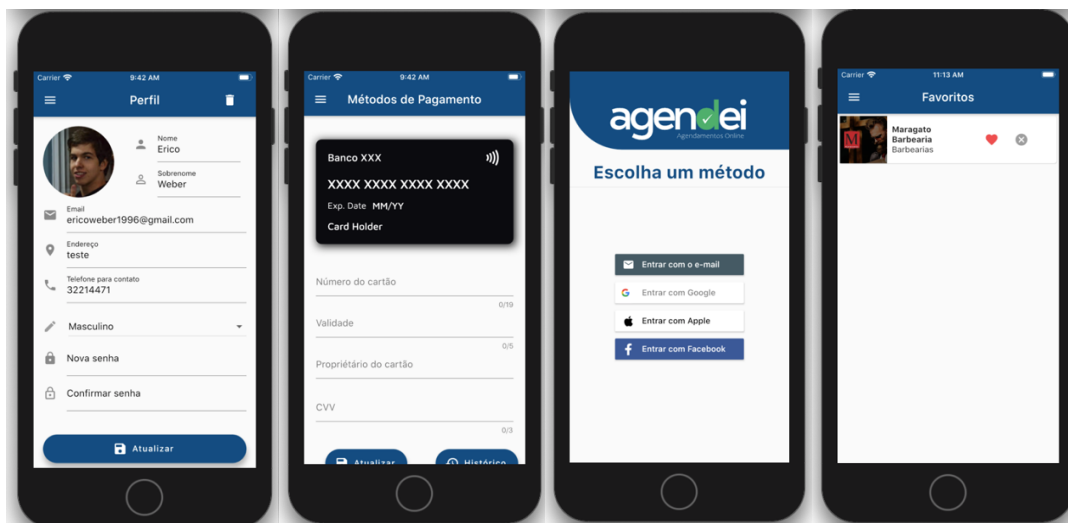 Carrier 9:42 AM
Perfil
Nome
Erico
Sobrenome
Weber
Email
ericoweber1996@gmail.com
Endereço
teste
Telefone para contato
32214471
Masculino
Nova senha
Confirmar senha
Atualizar
Carrier 9:42 AM
Métodos de Pagamento
Banco XXX
XXXX XXXX XXXX XXXX
Exp. Date MM/YY
Card Holder
Número do cartão
0/19
Validade
0/5
Propriétário do cartão
CVV
0/3
Atualizar Histórico
agendei
Agendamentos Online
Escolha um método
Entrar com o e-mail
Entrar com Google
Entrar com Apple
Entrar com Facebook
Carrier 11:13 AM
Favoritos
M
Maragato
Barbearia
Barbearias